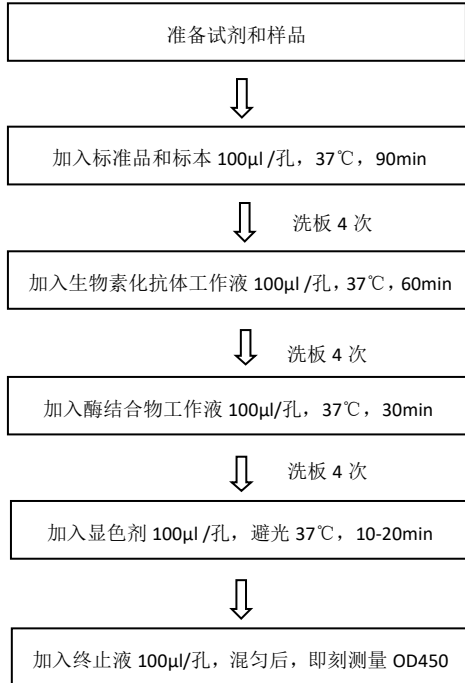 准备试剂和样品
加入标准品和标本 100μl /孔，37℃，90min
洗板 4 次
加入生物素化抗体工作液 100μl /孔，37℃，60min
洗板 4 次
加入酶结合物工作液 100μl/孔，37℃，30min
洗板 4 次
加入显色剂 100μl /孔，避光 37℃，10-20min
加入终止液 100μl/孔，混匀后，即刻测量 OD450